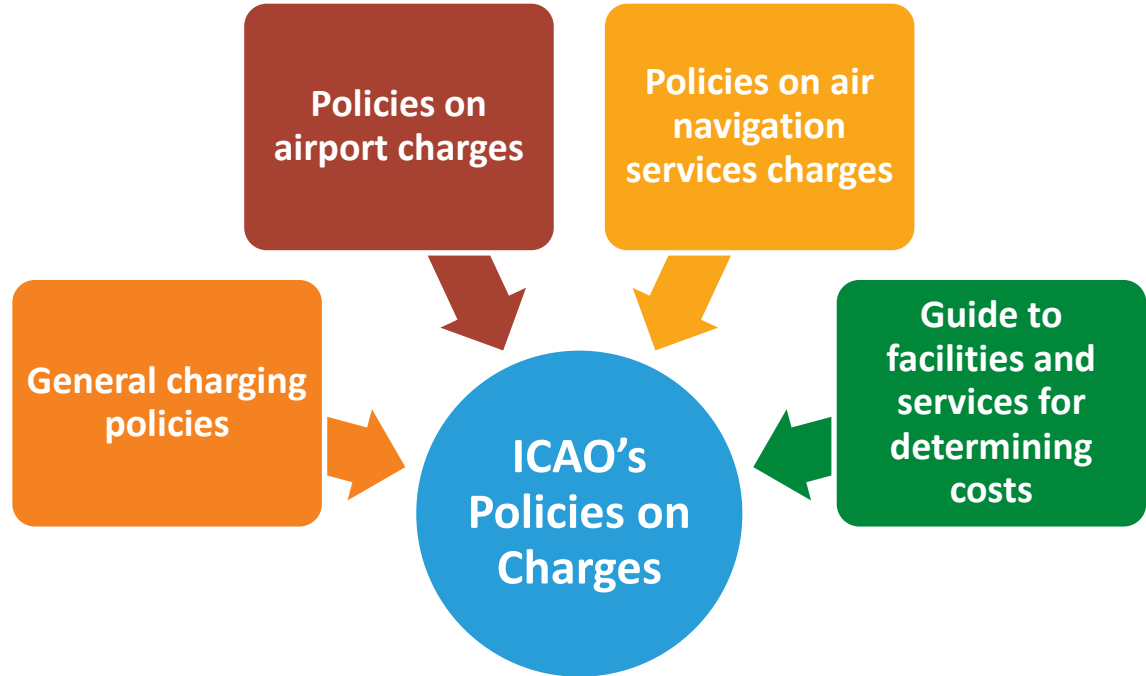 General charging
policies
Policies on
airport charges
Policies on air
navigation
services charges
Guide to
facilities and
services for
determining
costs
ICAO’s
Policies on
Charges